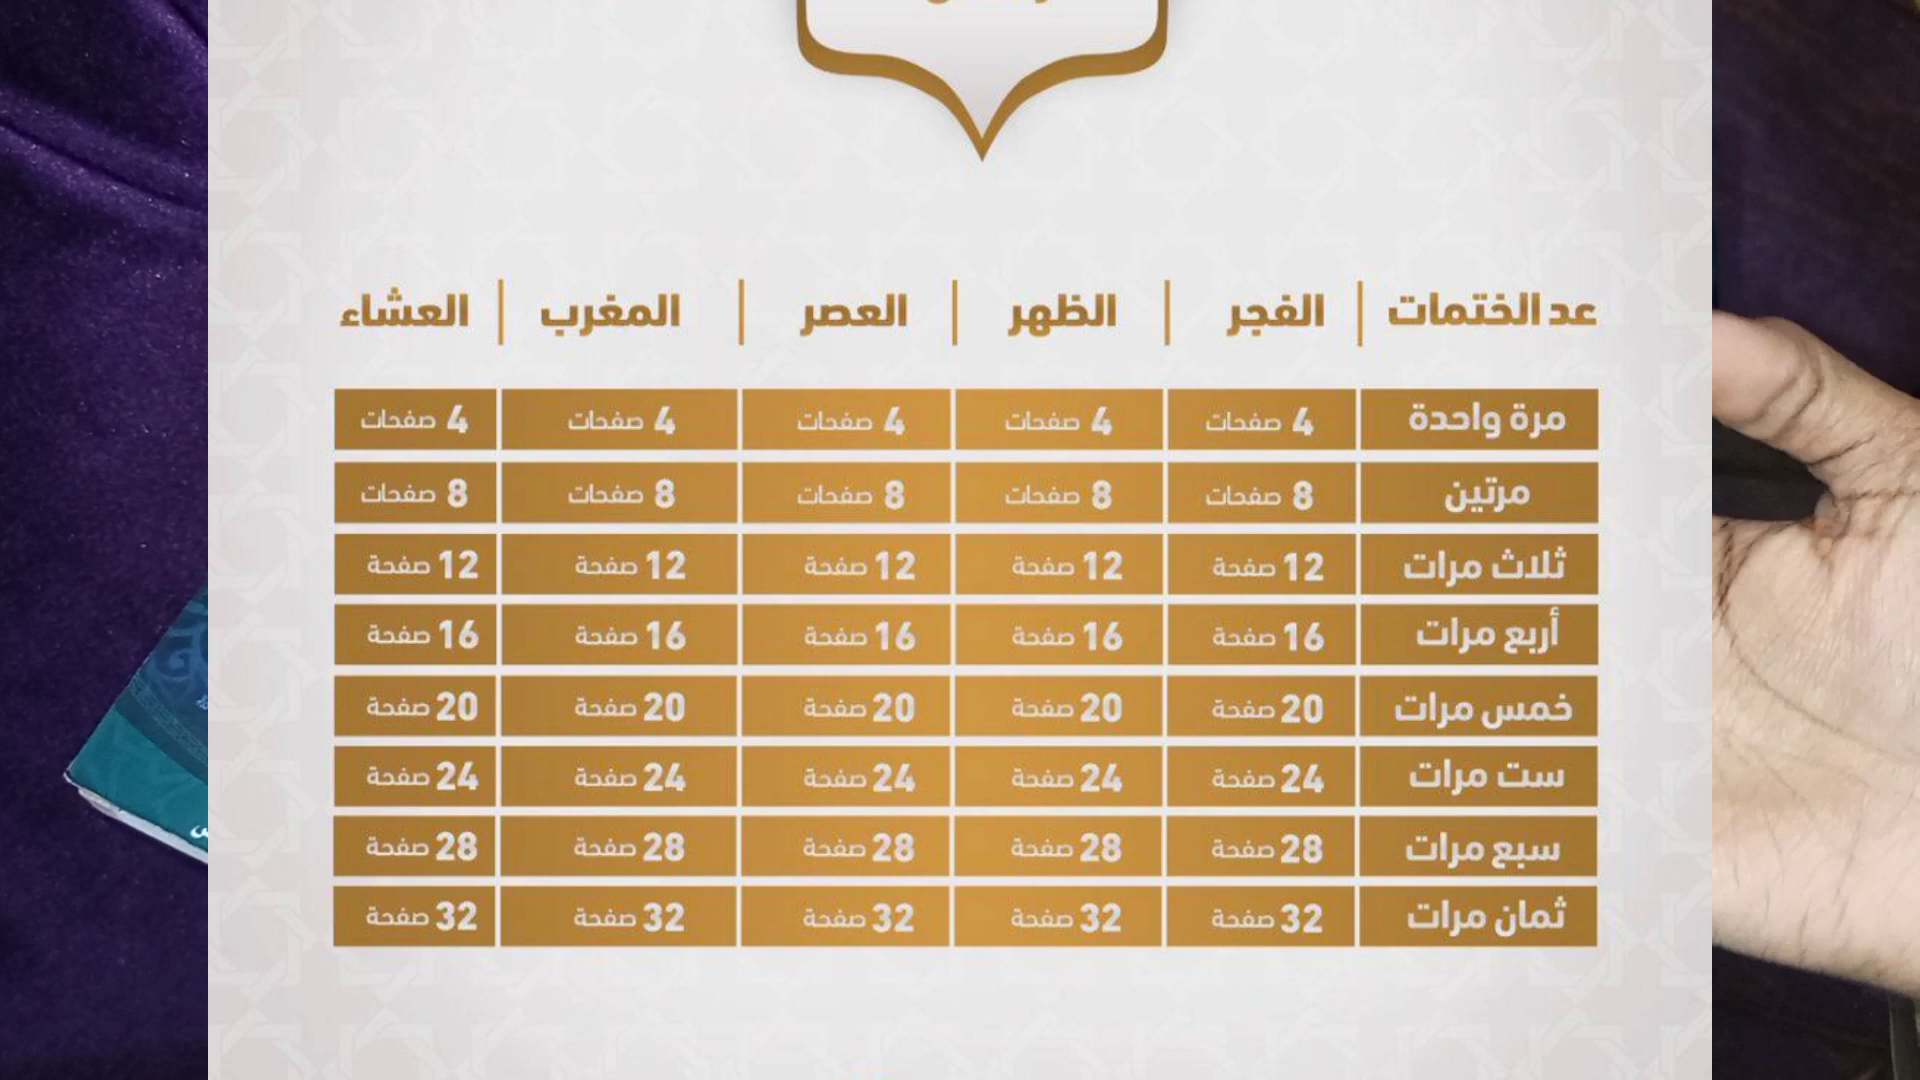 عد الختمات | الفجر | الظهر | العصر | المغرب | العشاء
مرة واحدة 4 صفحات 4 صفحات 4 صفحات 4 صفحات 4 صفحات
مرتين 8 صفحات 8 صفحات 8 صفحات 8 صفحات 8 صفحات
ثلاث مرات 12 صفحة 12 صفحة 12 صفحة 12 صفحة 12 صفحة
أربع مرات 16 صفحة 16 صفحة 16 صفحة 16 صفحة 16 صفحة
خمس مرات 20 صفحة 20 صفحة 20 صفحة 20 صفحة 20 صفحة
ست مرات 24 صفحة 24 صفحة 24 صفحة 24 صفحة 24 صفحة
سبع مرات 28 صفحة 28 صفحة 28 صفحة 28 صفحة 28 صفحة
ثمان مرات 32 صفحة 32 صفحة 32 صفحة 32 صفحة 32 صفحة